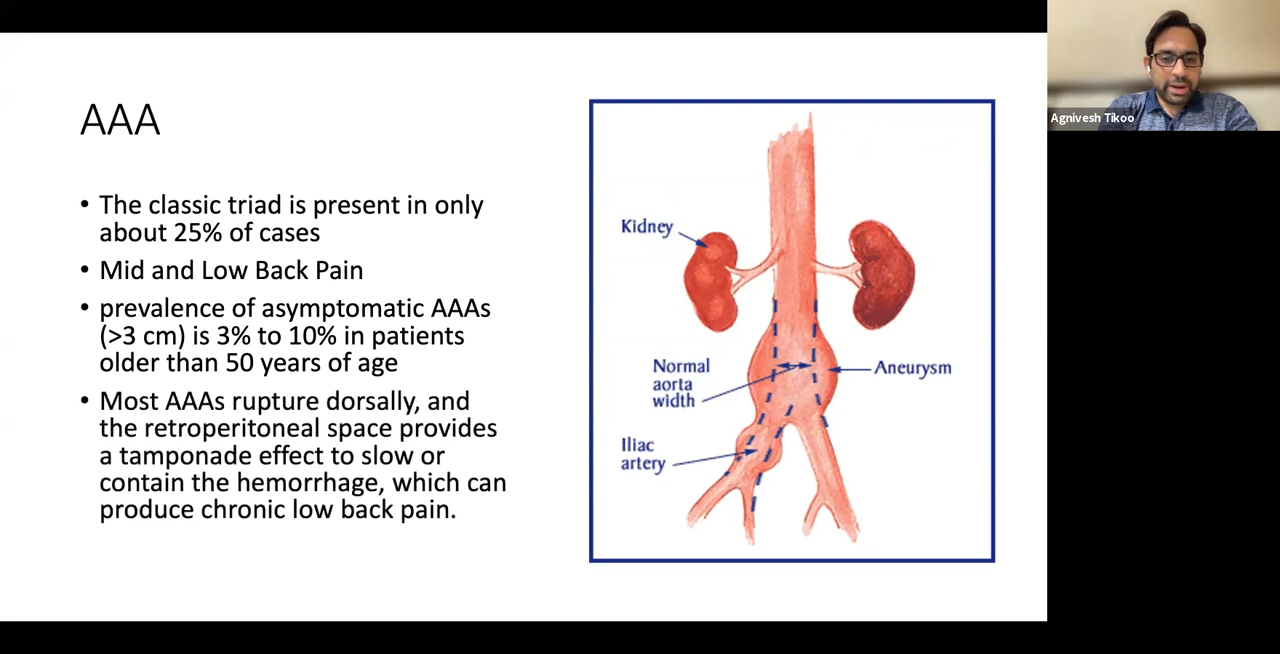 AAA
• The classic triad is present in only
about 25% of cases
• Mid and Low Back Pain
• prevalence of asymptomatic AAAs
(>3 cm) is 3% to 10% in patients
older than 50 years of age
• Most AAAs rupture dorsally, and
the retroperitoneal space provides
a tamponade effect to slow or
contain the hemorrhage, which can
produce chronic low back pain.
Kidney
Normal
aorta
width
Aneurysm
Iliac
artery
Agnivesh Tikoo